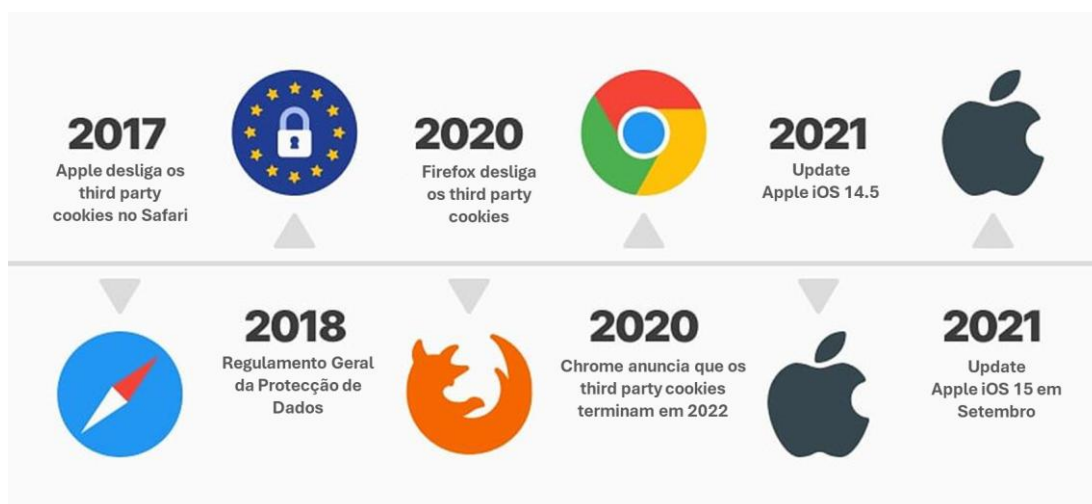 2017
Apple desliga os
third party
cookies no Safari
2018
Regulamento Geral
da Protecção de
Dados
2020
Firefox desliga
os third party
cookies
2020
Chrome anuncia que os
third party cookies
terminam em 2022
2021
Update
Apple iOS 14.5
2021
Update
Apple iOS 15 em
Setembro